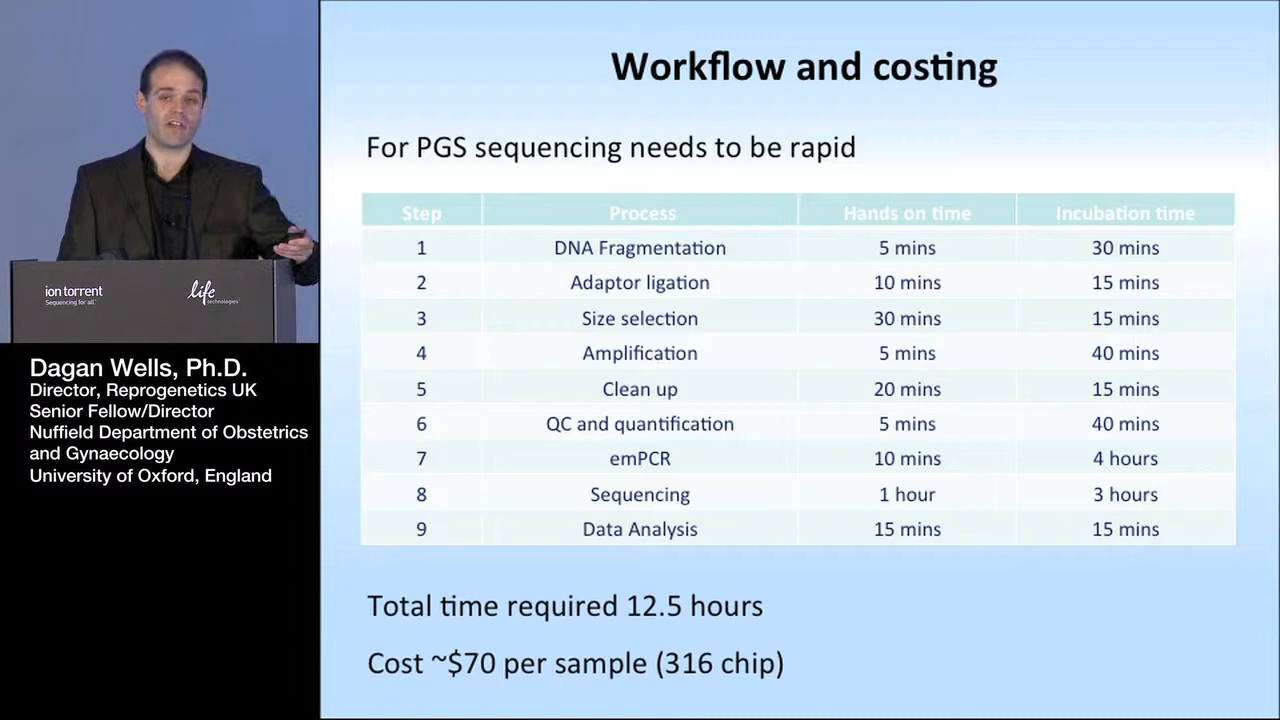 Workflow and costing
For PGS sequencing needs to be rapid
Step Process Hands on time Incubation time
1 DNA Fragmentation 5 mins 30 mins
2 Adaptor ligation 10 mins 15 mins
3 Size selection 30 mins 15 mins
4 Amplification 5 mins 40 mins
5 Clean up 20 mins 15 mins
6 QC and quantification 5 mins 40 mins
7 emPCR 10 mins 4 hours
8 Sequencing 1 hour 3 hours
9 Data Analysis 15 mins 15 mins
Total time required 12.5 hours
Cost ~$70 per sample (316 chip)
ion torrent
Sequencing for all.
life
technologies
Dagan Wells, Ph.D.
Director, Reprogenetics UK
Senior Fellow/Director
Nuffield Department of Obstetrics
and Gynaecology
University of Oxford, England